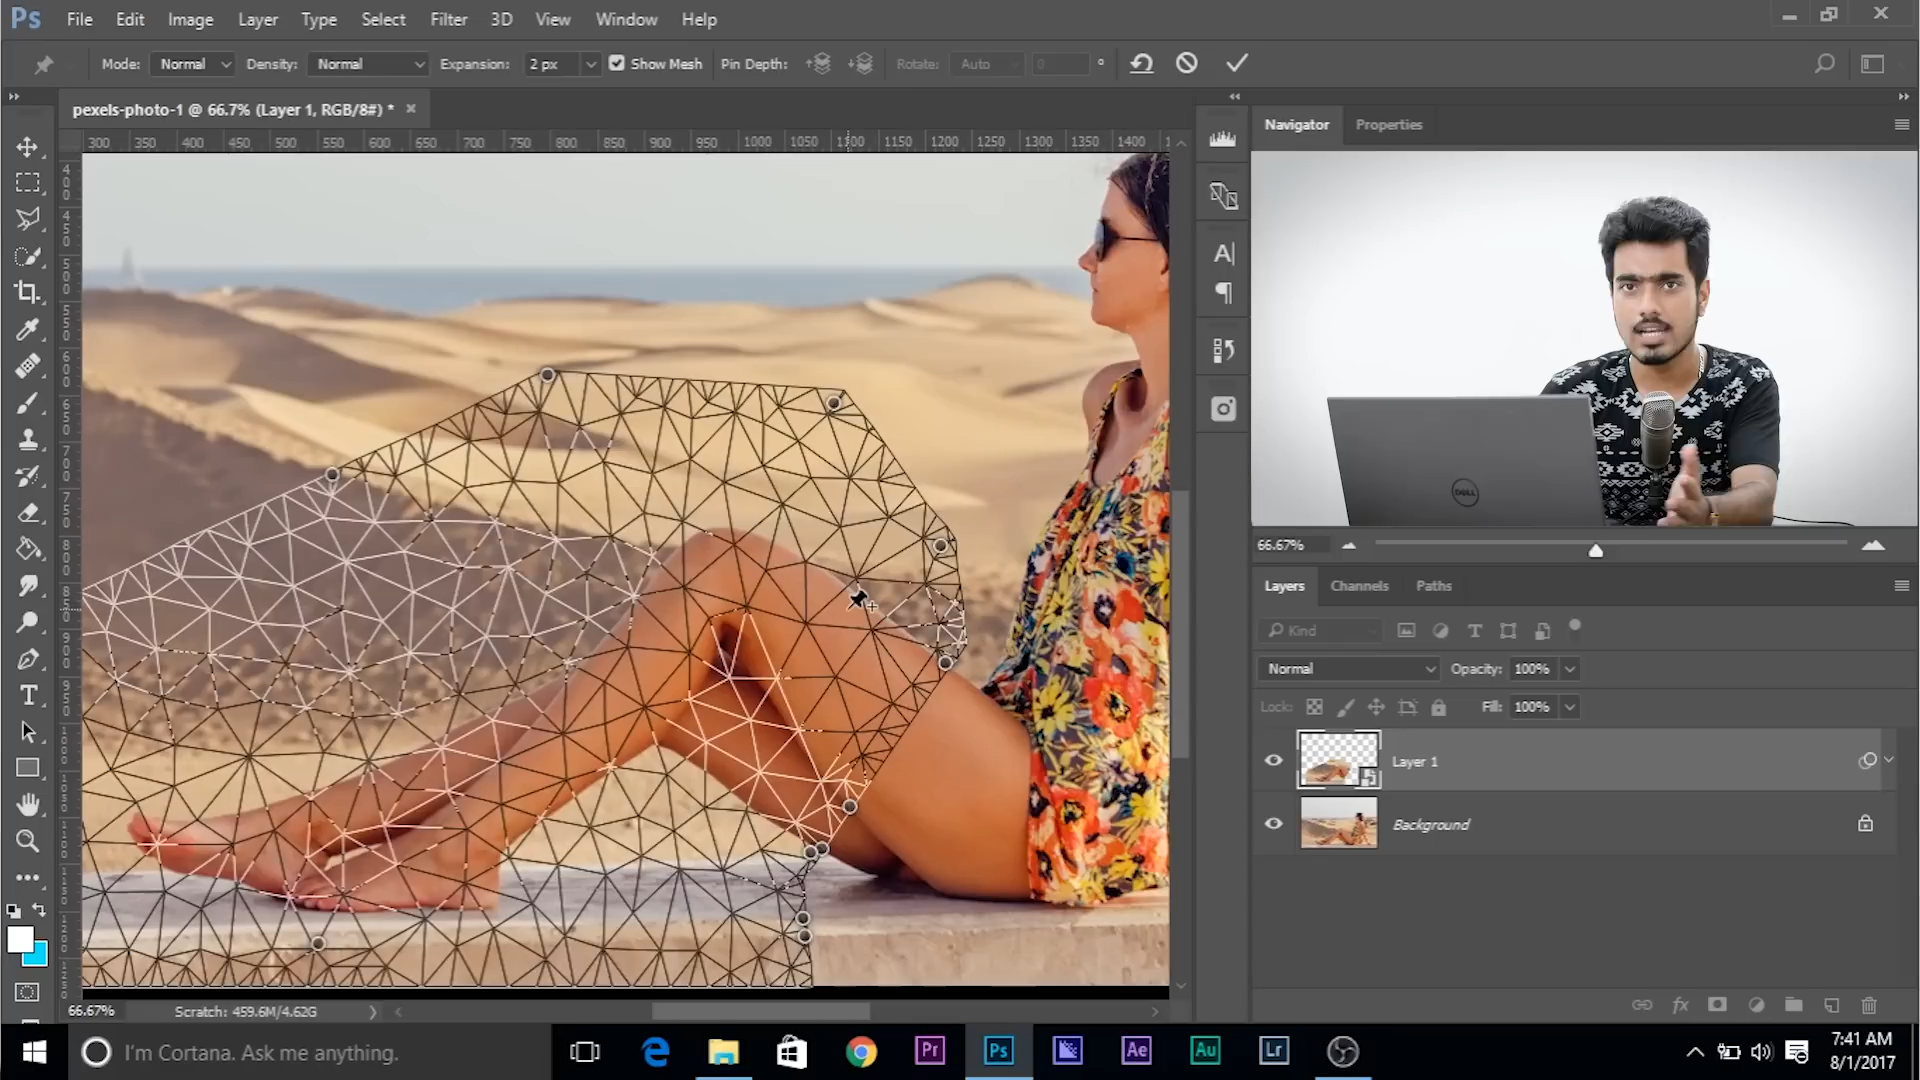 Ps File Edit Image Layer Type Select Filter 3D View Window Help
Mode: Normal Density: Normal Expansion: 2 px Show Mesh Pin Depth: Rotate: Auto 0 °
pexels-photo-1 @ 66.7% (Layer 1, RGB/8#) * ×
300 350 400 450 500 550 600 650 700 750 800 850 900 950 1000 1050 1100 1150 1200 1250 1300 1350 1400
Navigator Properties
DELL
66.67%
Layers Channels Paths
Kind
Normal Opacity: 100%
Lock: Fill: 100%
Layer 1
Background
fx
66.67% Scratch: 459.6M/4.62G
I'm Cortana. Ask me anything.
Pr Ps Ae Au Lr
7:41 AM
8/1/2017